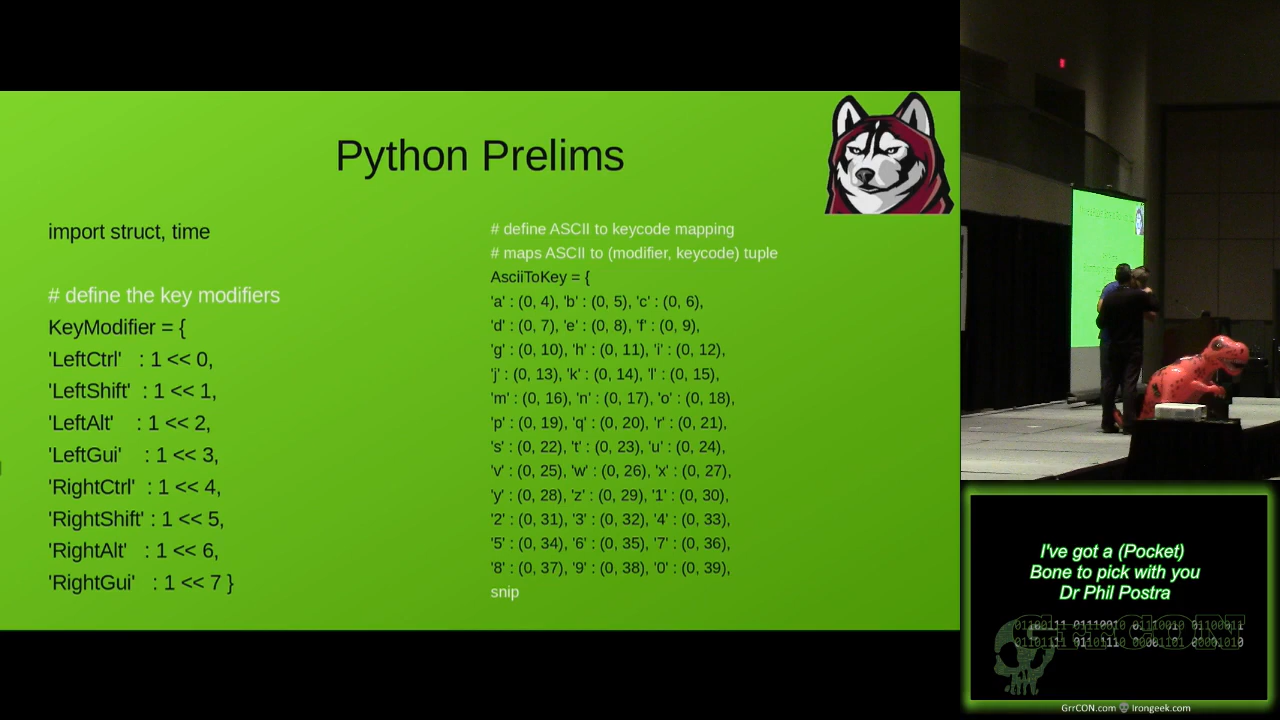 Python Prelims
import struct, time
# define the key modifiers
KeyModifier = {
'LeftCtrl' : 1 << 0,
'LeftShift' : 1 << 1,
'LeftAlt' : 1 << 2,
'LeftGui' : 1 << 3,
'RightCtrl' : 1 << 4,
'RightShift' : 1 << 5,
'RightAlt' : 1 << 6,
'RightGui' : 1 << 7 }
# define ASCII to keycode mapping
# maps ASCII to (modifier, keycode) tuple
AsciiToKey = {
'a' : (0, 4), 'b' : (0, 5), 'c' : (0, 6),
'd' : (0, 7), 'e' : (0, 8), 'f' : (0, 9),
'g' : (0, 10), 'h' : (0, 11), 'i' : (0, 12),
'j' : (0, 13), 'k' : (0, 14), 'l' : (0, 15),
'm' : (0, 16), 'n' : (0, 17), 'o' : (0, 18),
'p' : (0, 19), 'q' : (0, 20), 'r' : (0, 21),
's' : (0, 22), 't' : (0, 23), 'u' : (0, 24),
'v' : (0, 25), 'w' : (0, 26), 'x' : (0, 27),
'y' : (0, 28), 'z' : (0, 29), '1' : (0, 30),
'2' : (0, 31), '3' : (0, 32), '4' : (0, 33),
'5' : (0, 34), '6' : (0, 35), '7' : (0, 36),
'8' : (0, 37), '9' : (0, 38), '0' : (0, 39),
snip
I've got a (Pocket)
Bone to pick with you
Dr Phil Postra
GrrCON
GrrCON.com Irongeek.com